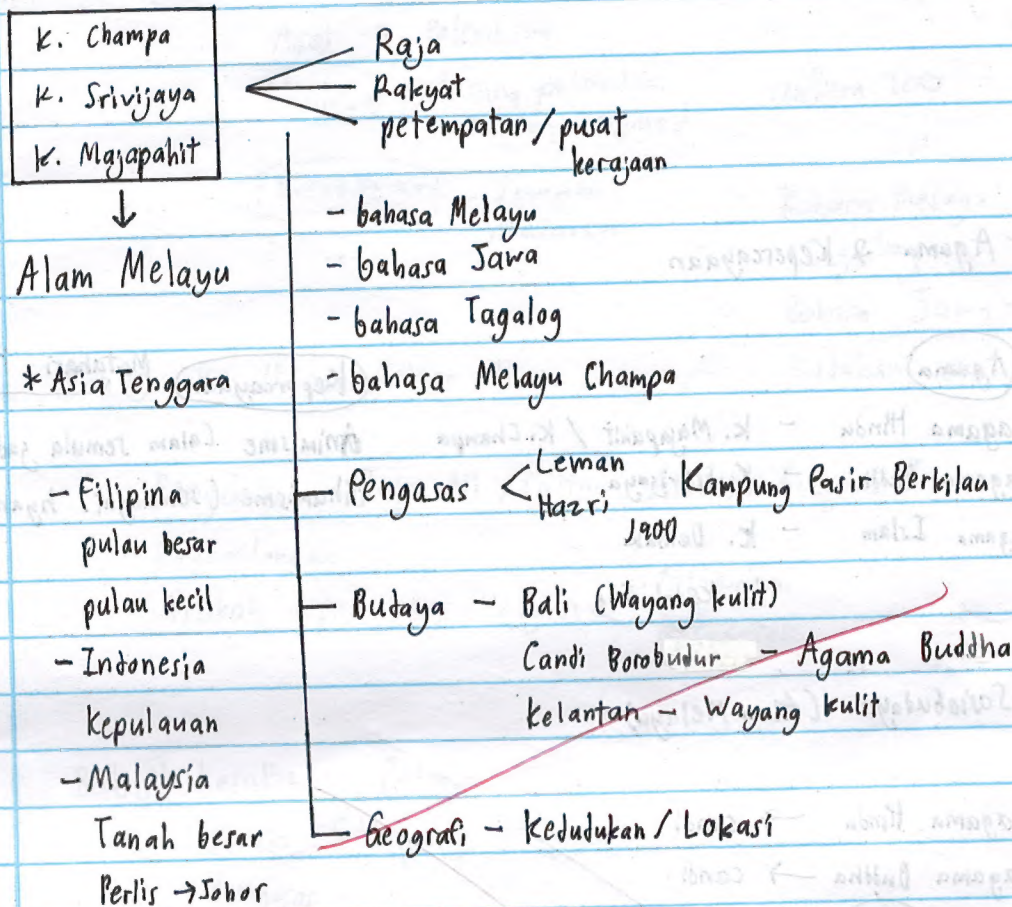 K. Champa
K. Srivijaya
K. Majapahit
↓
Alam Melayu
* Asia Tenggara
- Filipina
pulau besar
pulau kecil
- Indonesia
kepulauan
- Malaysia
Tanah besar
Perlis → Johor
Raja
Rakyat
petempatan / pusat
kerajaan
- bahasa Melayu
- bahasa Jawa
- bahasa Tagalog
bahasa Melayu Champa
Pengasas < Leman Kampung Pasir Berkilau
Hazri
1900
Budaya - Bali (Wayang kulit)
Candi Borobudur - Agama Buddha
Kelantan - Wayang kulit
Geografi - Kedudukan / Lokasi